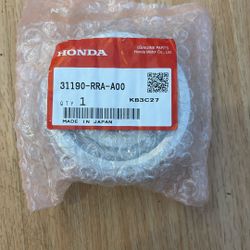 HONDA
GENUINE PARTS
Honda Motor Co., Ltd.
31190-RRA-A00
QTY 1
KB3C27
MADE IN JAPAN